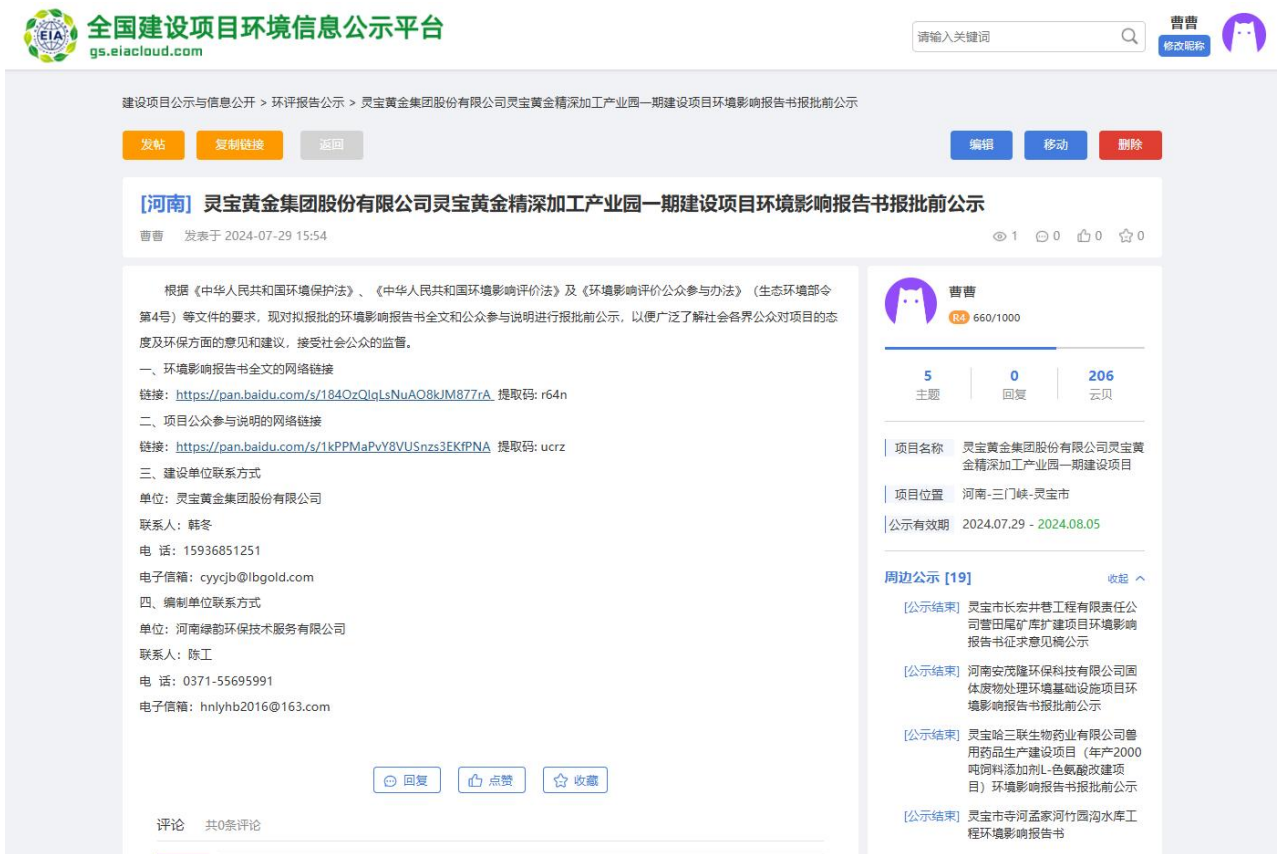 EIA
全国建设项目环境信息公示平台
gs.eiacloud.com
请输入关键词
曹曹
修改昵称
建设项目公示与信息公开 > 环评报告公示 > 灵宝黄金集团股份有限公司灵宝黄金精深加工产业园一期建设项目环境影响报告书报批前公示
发帖
复制链接
返回
编辑
移动
删除
[河南] 灵宝黄金集团股份有限公司灵宝黄金精深加工产业园一期建设项目环境影响报告书报批前公示
曹曹 发表于 2024-07-29 15:54
1 0 0 0
根据《中华人民共和国环境保护法》、《中华人民共和国环境影响评价法》及《环境影响评价公众参与办法》（生态环境部令
第4号）等文件的要求，现对拟报批的环境影响报告书全文和公众参与说明进行报批前公示，以便广泛了解社会各界公众对项目的态
度及环保方面的意见和建议，接受社会公众的监督。
一、环境影响报告书全文的网络链接
链接：https://pan.baidu.com/s/184OzQlqLsNuAO8kJM877rA 提取码: r64n
二、项目公众参与说明的网络链接
链接：https://pan.baidu.com/s/1kPPMaPvY8VUSnzs3EKfPNA 提取码: ucrz
三、建设单位联系方式
单位：灵宝黄金集团股份有限公司
联系人：韩冬
电 话：15936851251
电子信箱：cyycjb@lbgold.com
四、编制单位联系方式
单位：河南绿韵环保技术服务有限公司
联系人：陈工
电 话：0371-55695991
电子信箱：hnlyhb2016@163.com
回复
点赞
收藏
评论 共0条评论
曹曹
R4 660/1000
5 0 206
主题 回复 云贝
项目名称 灵宝黄金集团股份有限公司灵宝黄
金精深加工产业园一期建设项目
项目位置 河南-三门峡-灵宝市
公示有效期 2024.07.29 - 2024.08.05
周边公示 [19] 收起
[公示结束] 灵宝市长宏井巷工程有限责任公
司营田尾矿库扩建项目环境影响
报告书征求意见稿公示
[公示结束] 河南安茂隆环保科技有限公司固
体废物处理环境基础设施项目环
境影响报告书报批前公示
[公示结束] 灵宝哈三联生物药业有限公司兽
用药品生产建设项目（年产2000
吨饲料添加剂L-色氨酸改建项
目）环境影响报告书报批前公示
[公示结束] 灵宝市寺河孟家河竹园沟水库工
程环境影响报告书